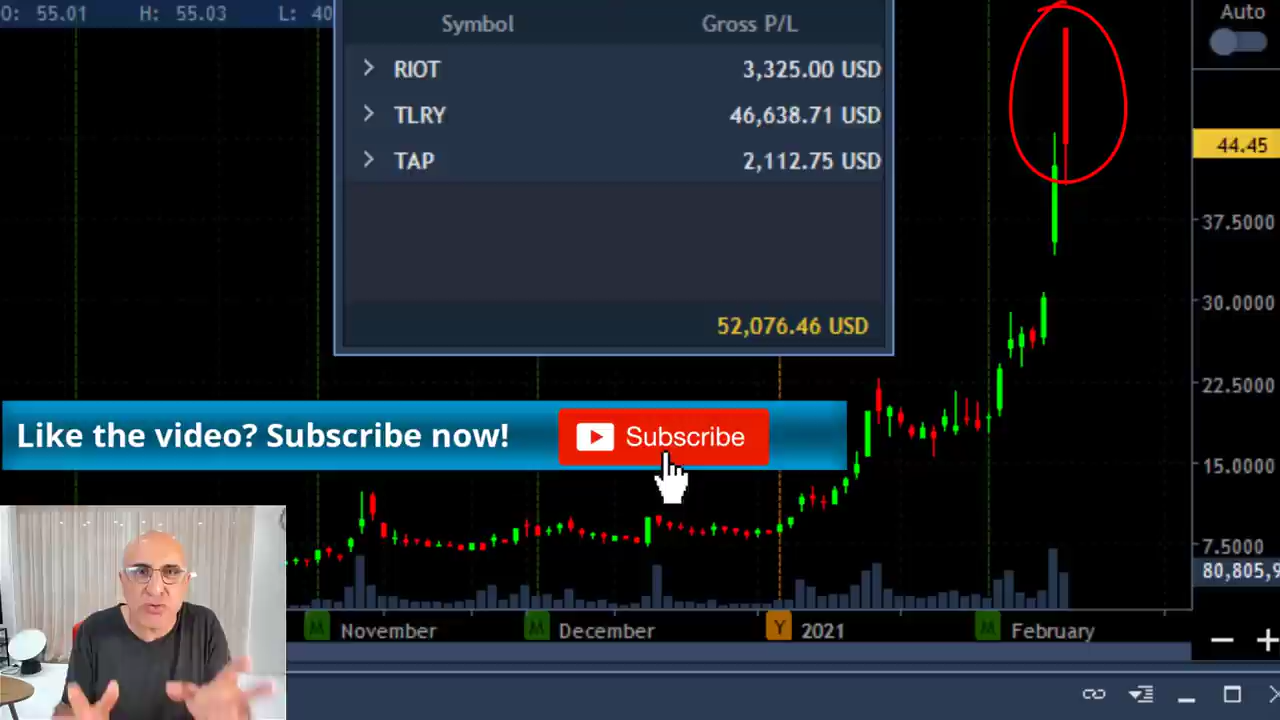 O: 55.01 H: 55.03 L: 40
Auto
Symbol Gross P/L
RIOT 3,325.00 USD
TLRY 46,638.71 USD
TAP 2,112.75 USD
52,076.46 USD
44.45
37.5000
30.0000
22.5000
15.0000
7.5000
80,805,9
Like the video? Subscribe now! Subscribe
M November M December Y 2021 M February